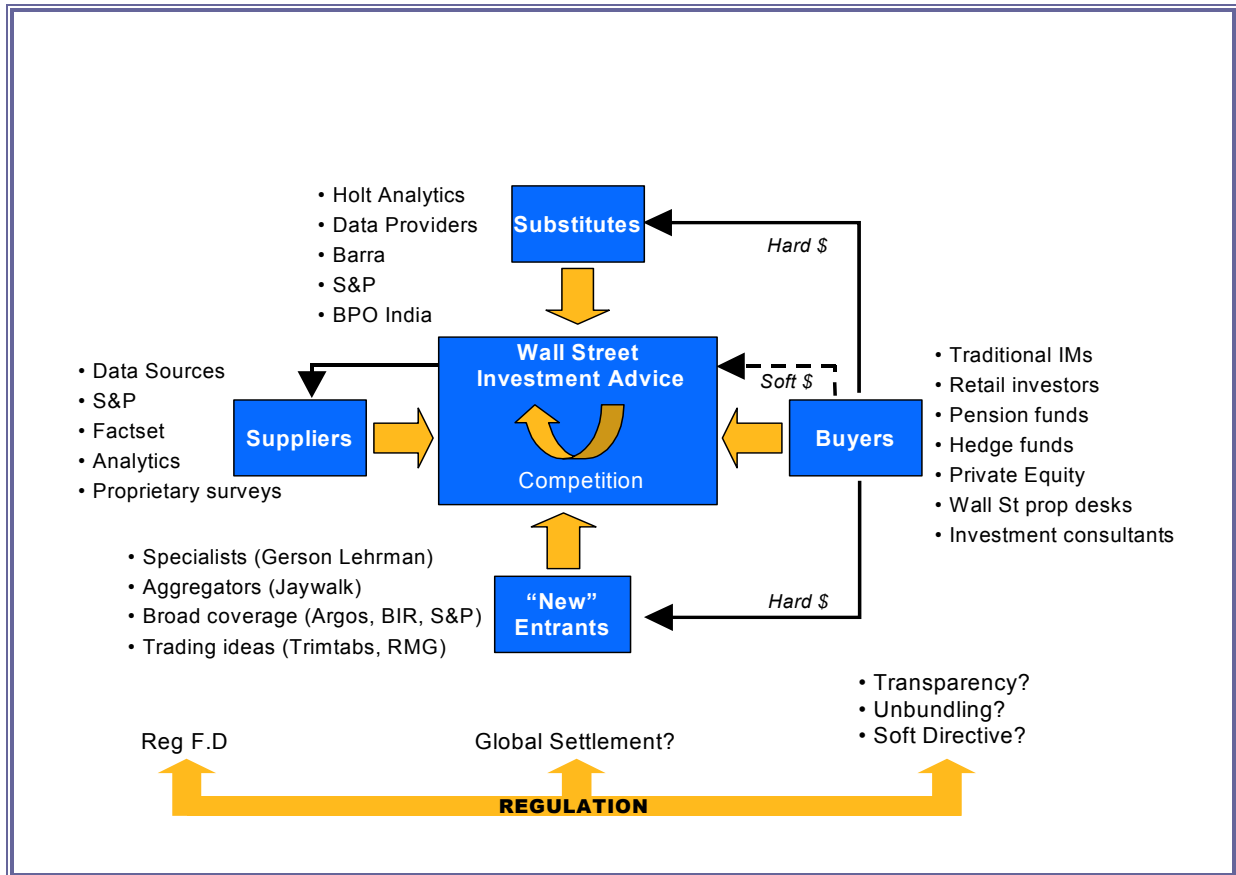 • Holt Analytics
• Data Providers
• Barra
• S&P
• BPO India
Substitutes
Hard $
Wall Street
Investment Advice
Competition
Soft $
• Data Sources
• S&P
• Factset
• Analytics
• Proprietary surveys
Suppliers
Buyers
• Traditional IMs
• Retail investors
• Pension funds
• Hedge funds
• Private Equity
• Wall St prop desks
• Investment consultants
• Specialists (Gerson Lehrman)
• Aggregators (Jaywalk)
• Broad coverage (Argos, BIR, S&P)
• Trading ideas (Trimtabs, RMG)
“New”
Entrants
Hard $
• Transparency?
• Unbundling?
• Soft Directive?
Reg F.D
Global Settlement?
REGULATION